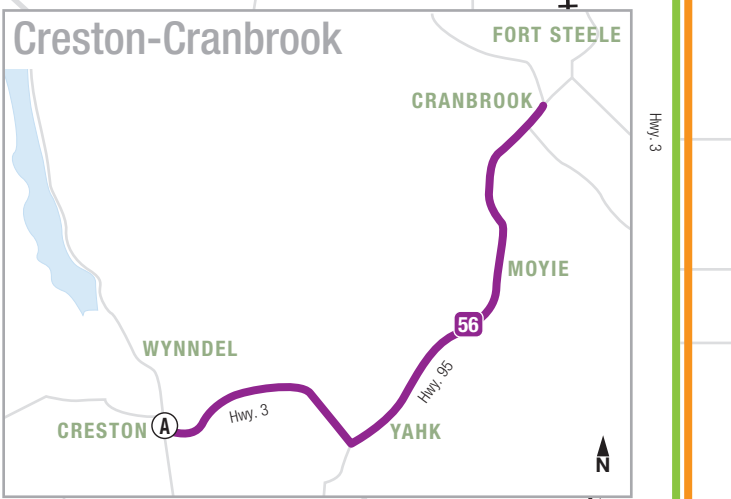 Creston-Cranbrook
FORT STEELE
CRANBROOK
Hwy. 3
MOYIE
56
WYNNDEL
Hwy. 95
Hwy. 3
CRESTON
A
YAHK
N